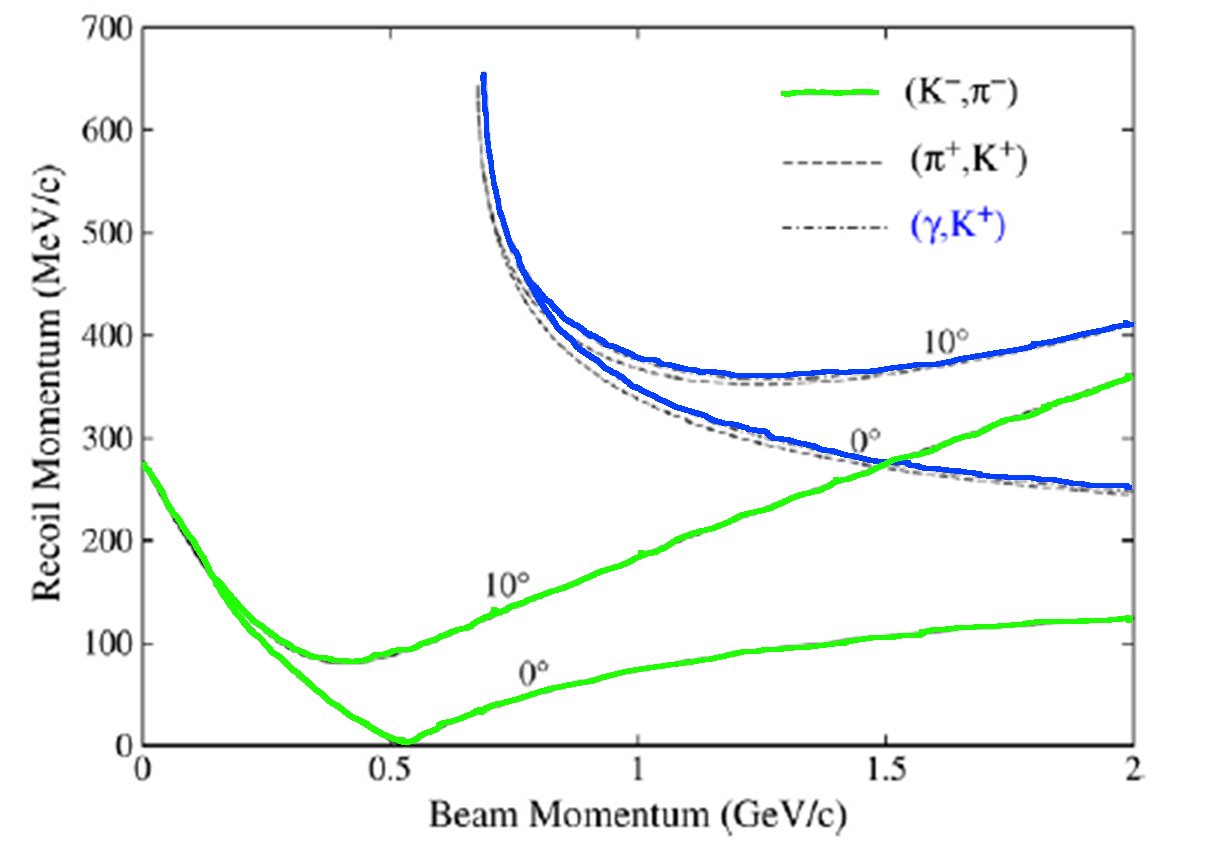 700
600
500
400
300
200
100
0
Recoil Momentum (MeV/c)
(K⁻,π⁻)
(π⁺,K⁺)
(γ,K⁺)
10°
0°
10°
0°
0 0.5 1 1.5 2
Beam Momentum (GeV/c)